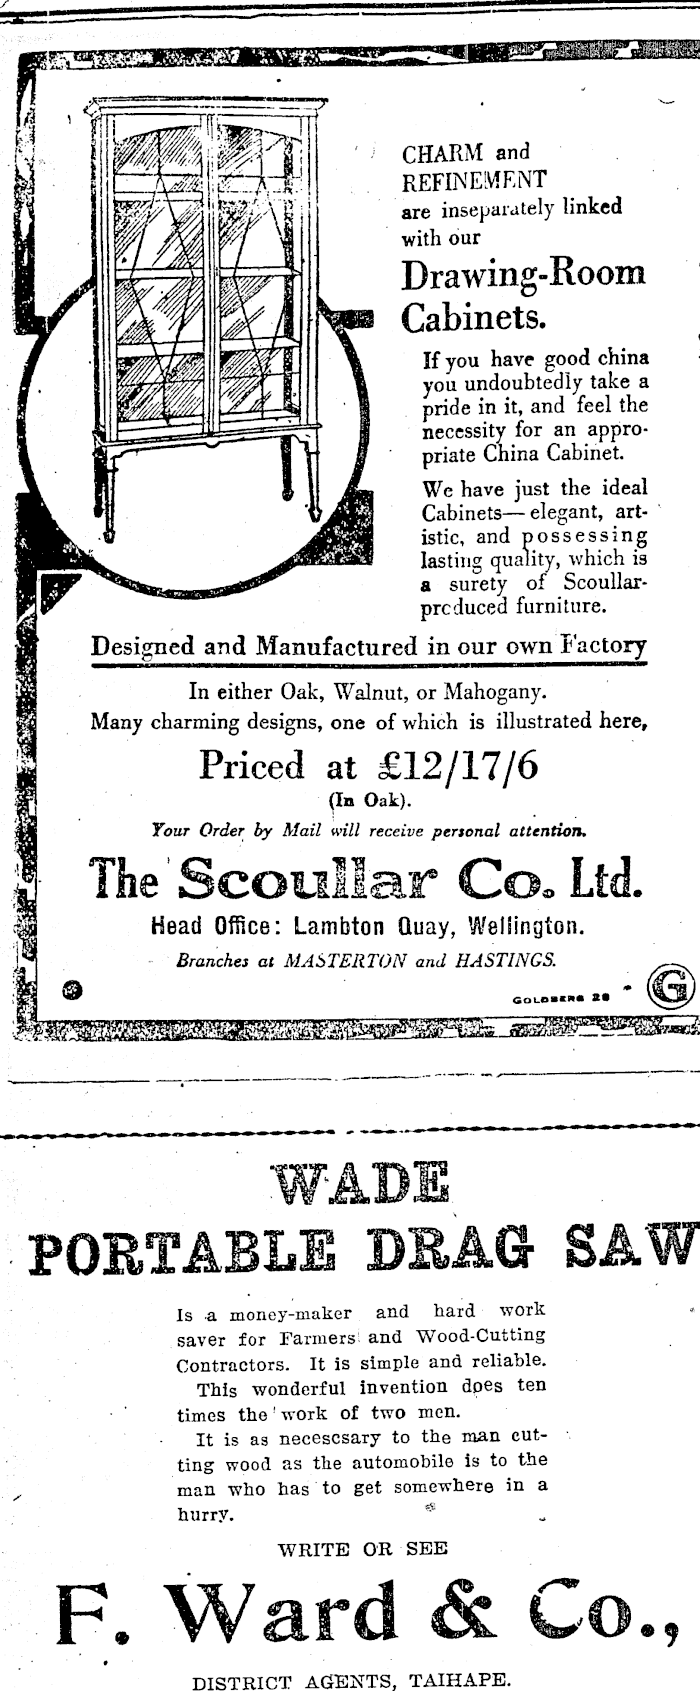 CHARM and
REFINEMENT
are inseparately linked
with our
Drawing-Room
Cabinets.
If you have good china
you undoubtedly take a
pride in it, and feel the
necessity for an appro-
priate China Cabinet.
We have just the ideal
Cabinets—elegant, art-
istic, and possessing
lasting quality, which is
a surety of Scoullar-
produced furniture.
Designed and Manufactured in our own Factory
In either Oak, Walnut, or Mahogany.
Many charming designs, one of which is illustrated here,
Priced at £12/17/6
(In Oak).
Your Order by Mail will receive personal attention.
The Scoullar Co. Ltd.
Head Office: Lambton Quay, Wellington.
Branches at MASTERTON and HASTINGS.
GOLDBERG 28
G
WADE
PORTABLE DRAG SAW
Is a money-maker and hard work
saver for Farmers and Wood-Cutting
Contractors. It is simple and reliable.
This wonderful invention does ten
times the work of two men.
It is as necescsary to the man cut-
ting wood as the automobile is to the
man who has to get somewhere in a
hurry.
WRITE OR SEE
F. Ward & Co.,
DISTRICT AGENTS, TAIHAPE.